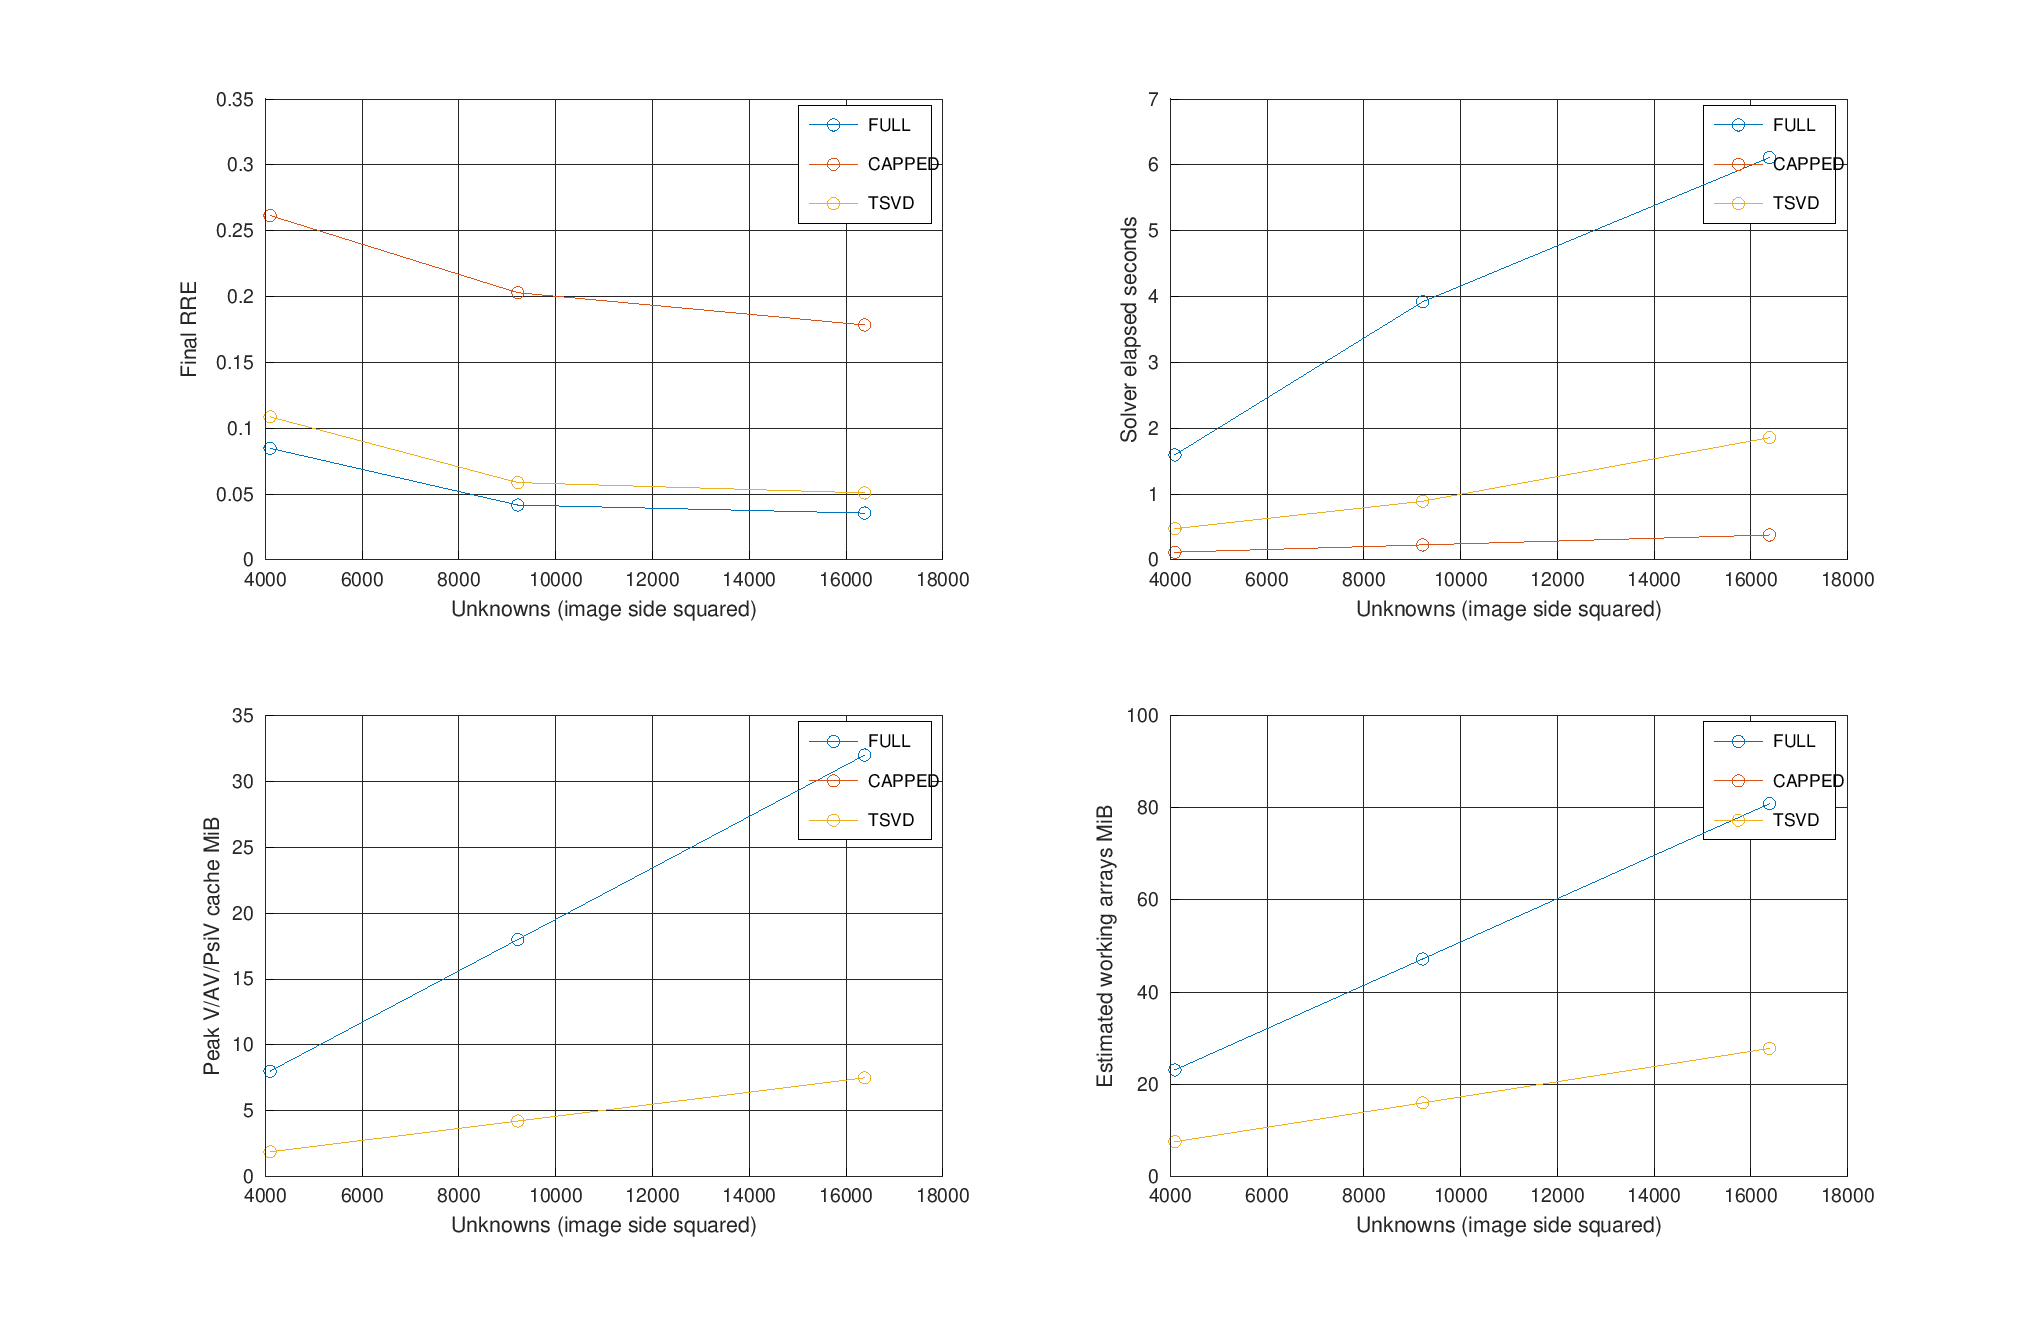 0.35
0.3
0.25
0.2
0.15
0.1
0.05
0
Final RRE
4000 6000 8000 10000 12000 14000 16000 18000
Unknowns (image side squared)
FULL
CAPPED
TSVD
7
6
5
4
3
2
1
0
Solver elapsed seconds
4000 6000 8000 10000 12000 14000 16000 18000
Unknowns (image side squared)
FULL
CAPPED
TSVD
35
30
25
20
15
10
5
0
Peak V/AV/PsiV cache MiB
4000 6000 8000 10000 12000 14000 16000 18000
Unknowns (image side squared)
FULL
CAPPED
TSVD
100
80
60
40
20
0
Estimated working arrays MiB
4000 6000 8000 10000 12000 14000 16000 18000
Unknowns (image side squared)
FULL
CAPPED
TSVD